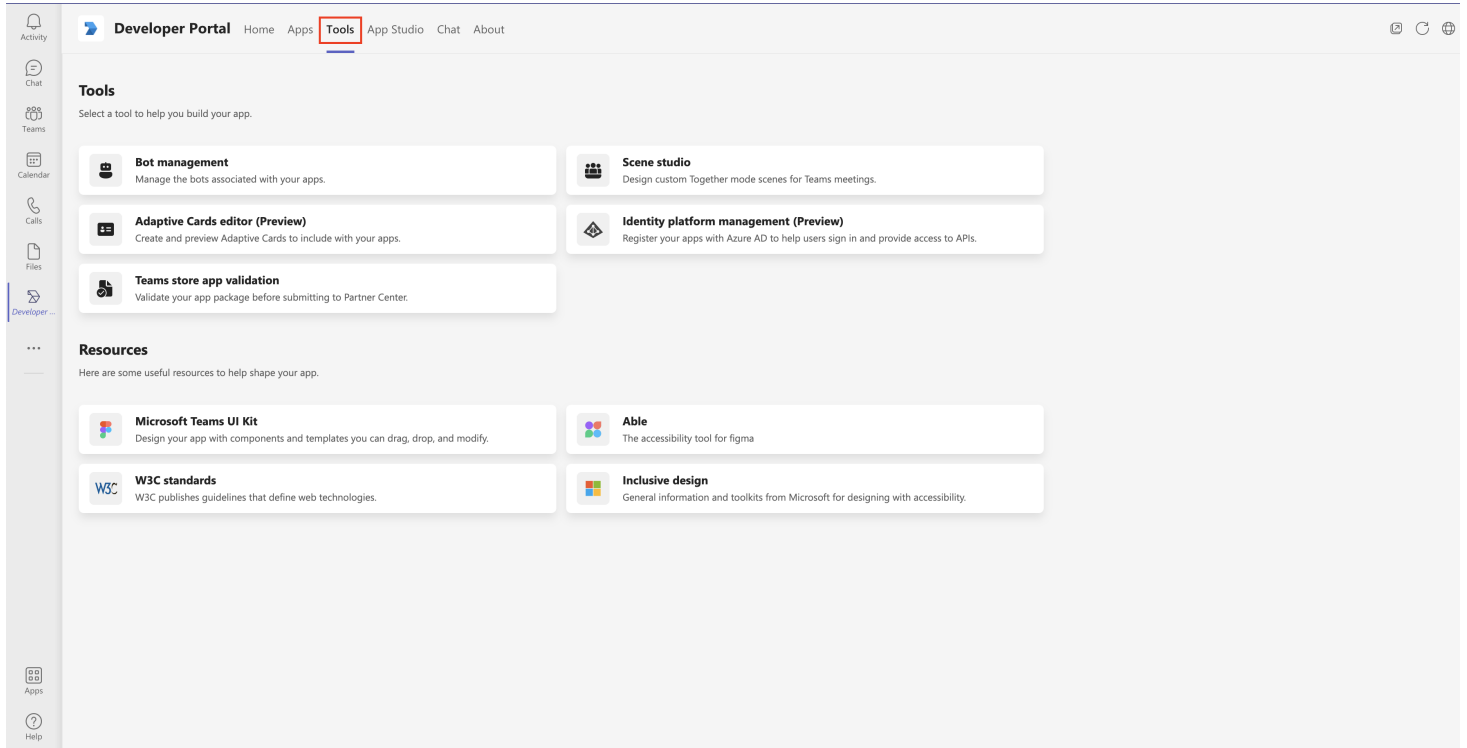 Activity
Chat
Teams
Calendar
Calls
Files
Developer ...
Apps
Help
Developer Portal Home Apps Tools App Studio Chat About
Tools
Select a tool to help you build your app.
Bot management
Manage the bots associated with your apps.
Scene studio
Design custom Together mode scenes for Teams meetings.
Adaptive Cards editor (Preview)
Create and preview Adaptive Cards to include with your apps.
Identity platform management (Preview)
Register your apps with Azure AD to help users sign in and provide access to APIs.
Teams store app validation
Validate your app package before submitting to Partner Center.
Resources
Here are some useful resources to help shape your app.
Microsoft Teams UI Kit
Design your app with components and templates you can drag, drop, and modify.
Able
The accessibility tool for figma
W3C
W3C standards
W3C publishes guidelines that define web technologies.
Inclusive design
General information and toolkits from Microsoft for designing with accessibility.